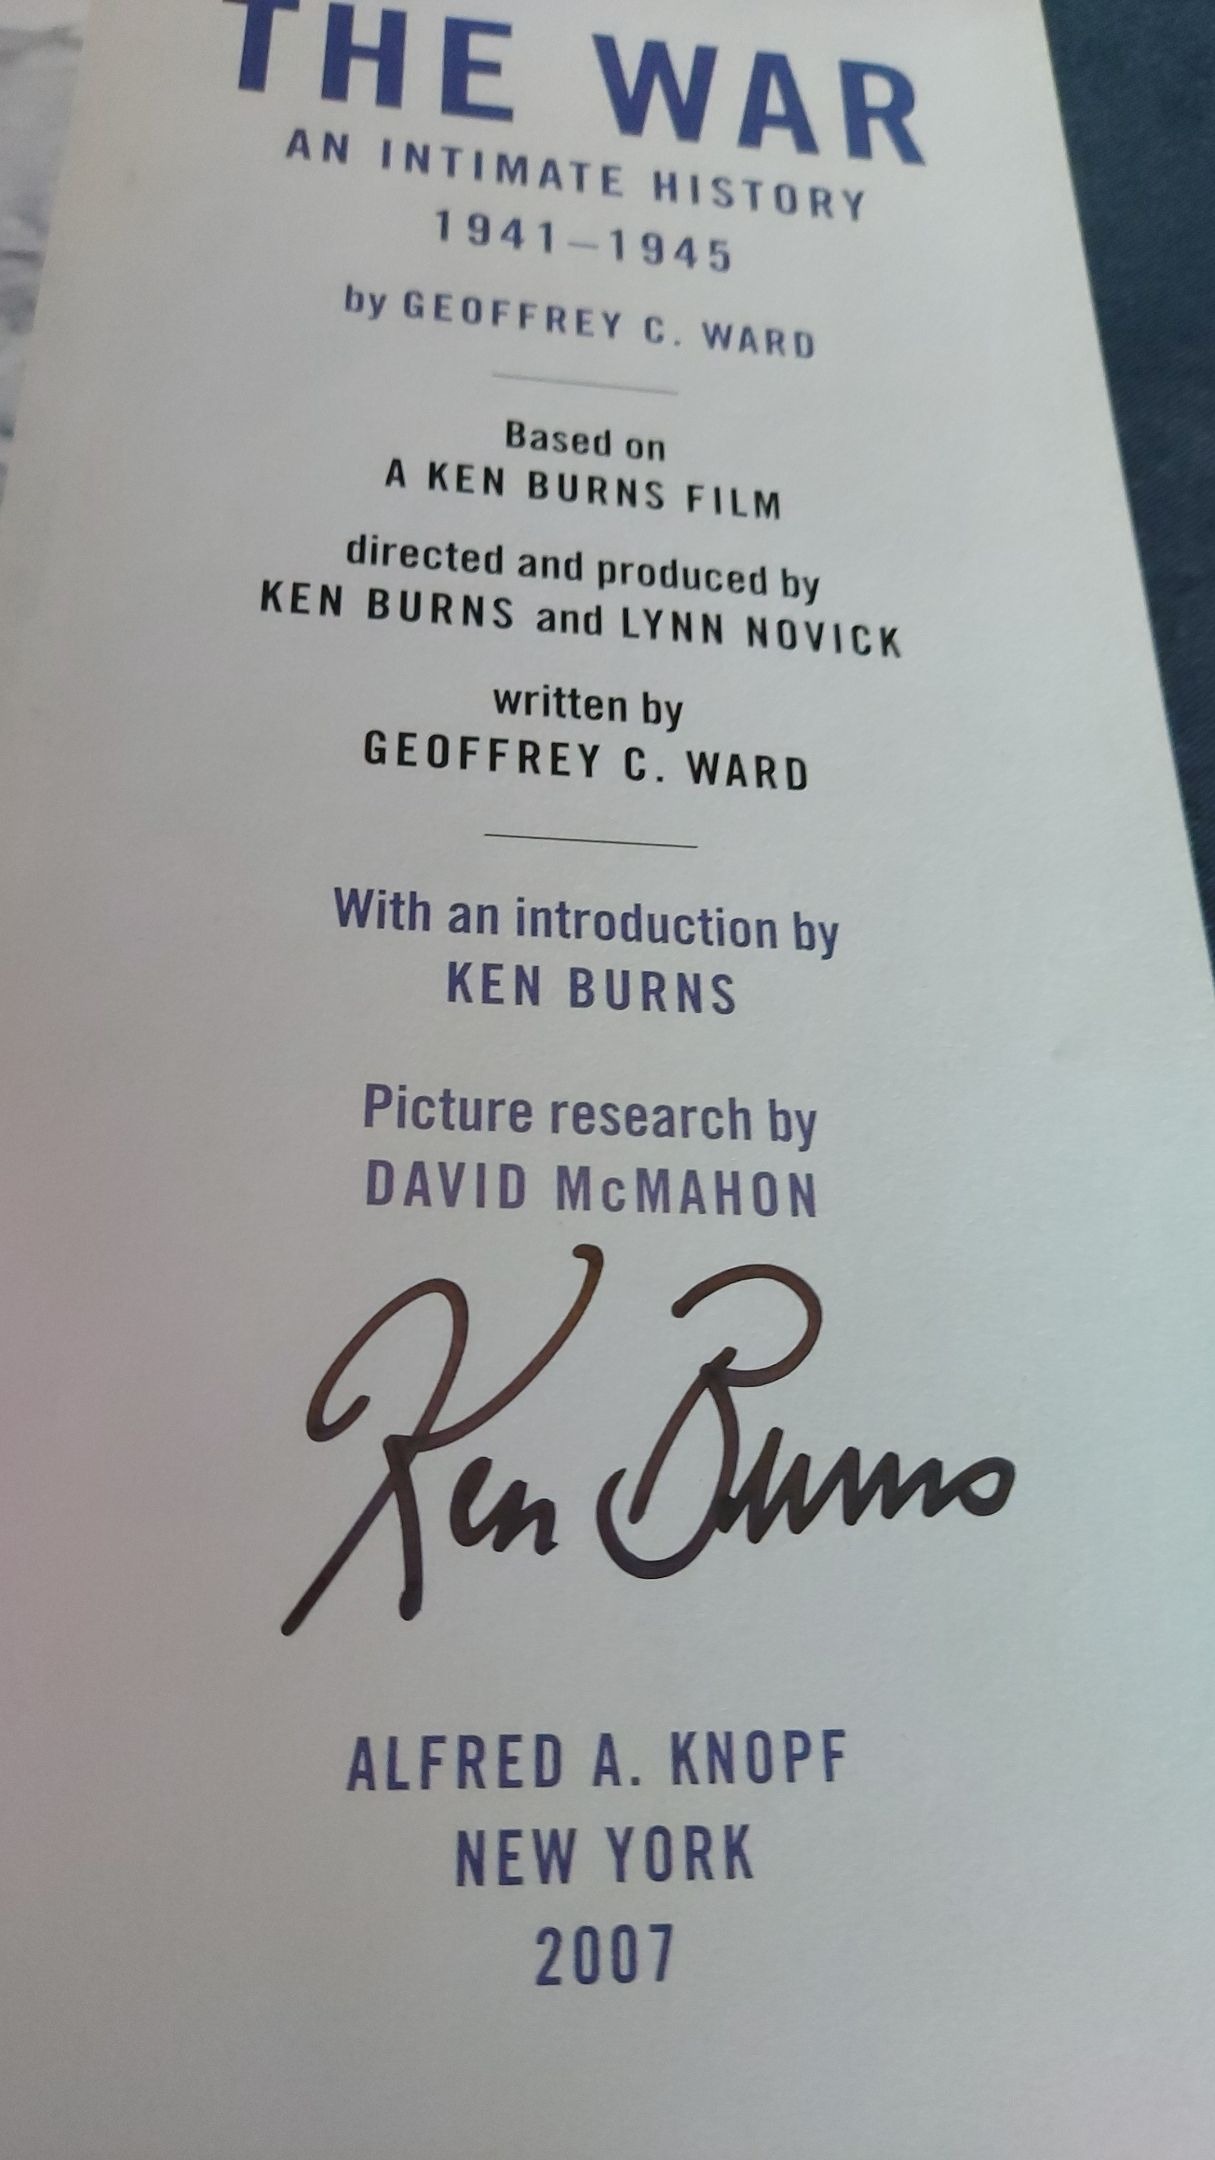 THE WAR
AN INTIMATE HISTORY
1941–1945
by GEOFFREY C. WARD
Based on
A KEN BURNS FILM
directed and produced by
KEN BURNS and LYNN NOVICK
written by
GEOFFREY C. WARD
With an introduction by
KEN BURNS
Picture research by
DAVID McMAHON
Ken Burns
ALFRED A. KNOPF
NEW YORK
2007